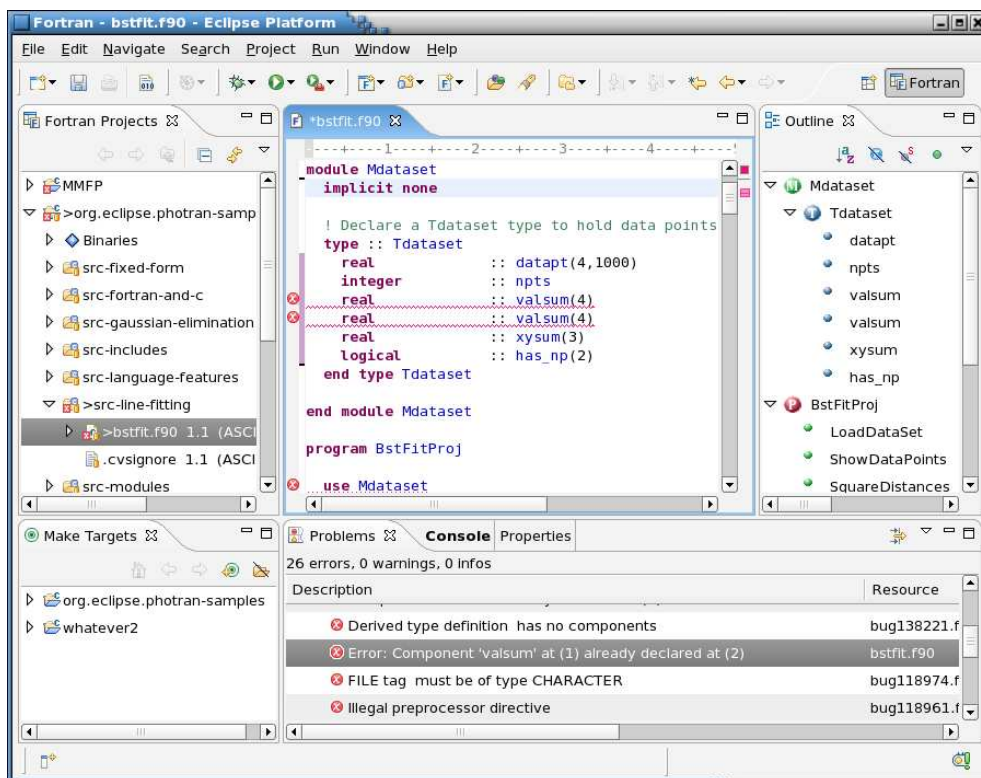 Fortran - bstfit.f90 - Eclipse Platform
File Edit Navigate Search Project Run Window Help
Fortran
Fortran Projects
MMFP
>org.eclipse.photran-samp
Binaries
src-fixed-form
src-fortran-and-c
src-gaussian-elimination
src-includes
src-language-features
>src-line-fitting
>bstfit.f90 1.1 (ASCI
.cvsignore 1.1 (ASCI
src-modules
*bstfit.f90
----+----1----+----2----+----3----+----4----+----
module Mdataset
implicit none
! Declare a Tdataset type to hold data points
type :: Tdataset
real :: datapt(4,1000)
integer :: npts
real :: valsum(4)
real :: valsum(4)
real :: xysum(3)
logical :: has_np(2)
end type Tdataset
end module Mdataset
program BstFitProj
use Mdataset
Outline
Mdataset
Tdataset
datapt
npts
valsum
valsum
xysum
has_np
BstFitProj
LoadDataSet
ShowDataPoints
SquareDistances
Make Targets
org.eclipse.photran-samples
whatever2
Problems Console Properties
26 errors, 0 warnings, 0 infos
Description Resource
Derived type definition has no components bug138221.f
Error: Component 'valsum' at (1) already declared at (2) bstfit.f90
FILE tag must be of type CHARACTER bug118974.f
Illegal preprocessor directive bug118961.f